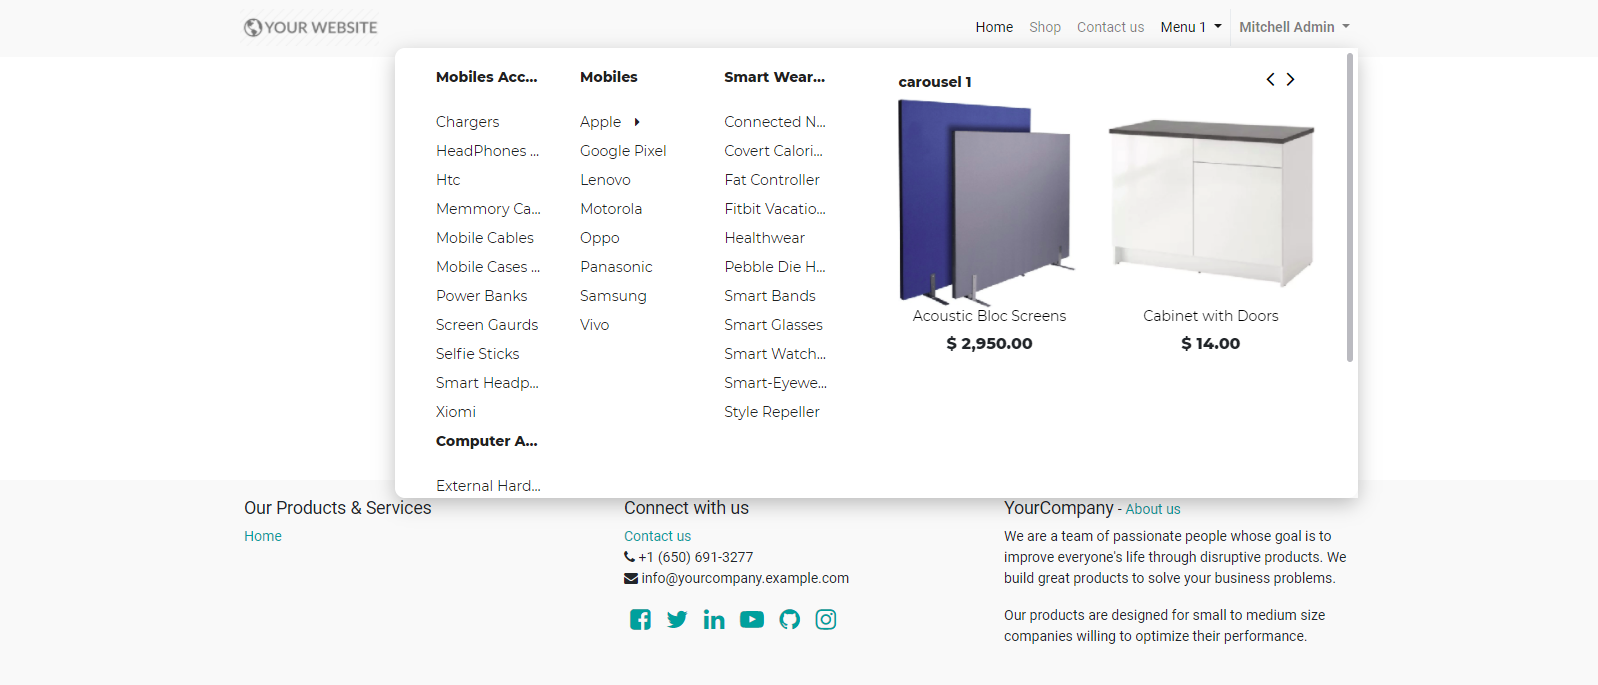 YOUR WEBSITE
Home
Shop
Contact us
Menu 1
Mitchell Admin
Mobiles Acc...
Chargers
HeadPhones ...
Htc
Memmory Ca...
Mobile Cables
Mobile Cases ...
Power Banks
Screen Gaurds
Selfie Sticks
Smart Headp...
Xiomi
Computer A...
External Hard...
Mobiles
Apple
Google Pixel
Lenovo
Motorola
Oppo
Panasonic
Samsung
Vivo
Smart Wear...
Connected N...
Covert Calori...
Fat Controller
Fitbit Vacatio...
Healthwear
Pebble Die H...
Smart Bands
Smart Glasses
Smart Watch...
Smart-Eyewe...
Style Repeller
carousel 1
Acoustic Bloc Screens
$ 2,950.00
Cabinet with Doors
$ 14.00
Our Products & Services
Home
Connect with us
Contact us
+1 (650) 691-3277
info@yourcompany.example.com
YourCompany - About us
We are a team of passionate people whose goal is to
improve everyone's life through disruptive products. We
build great products to solve your business problems.
Our products are designed for small to medium size
companies willing to optimize their performance.